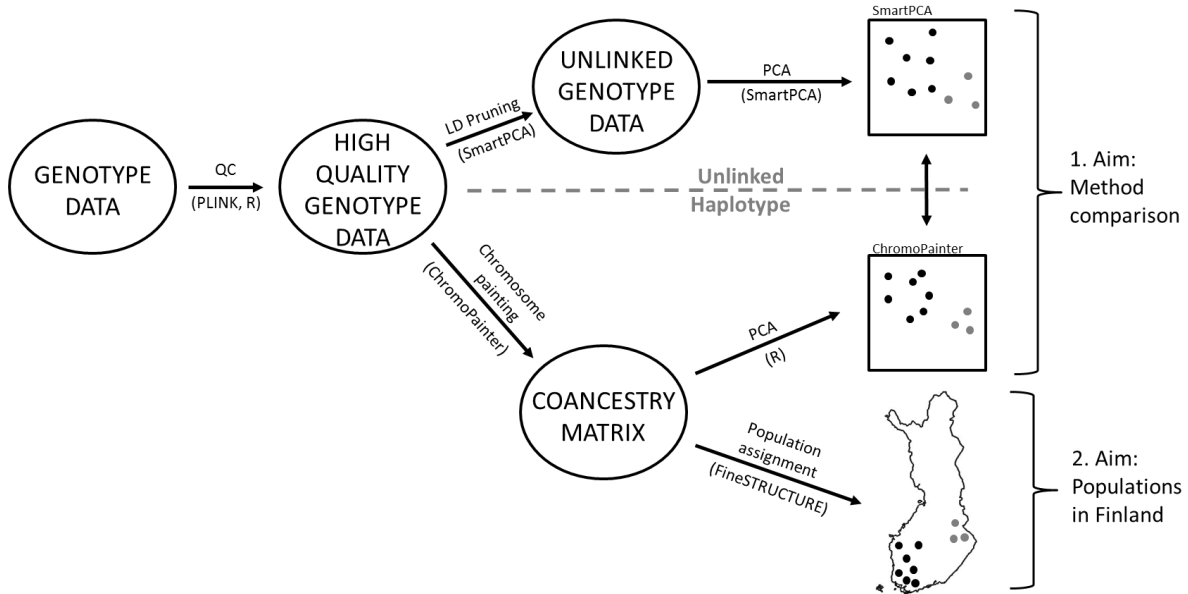 GENOTYPE
DATA
QC
(PLINK, R)
HIGH
QUALITY
GENOTYPE
DATA
LD Pruning
(SmartPCA)
UNLINKED
GENOTYPE
DATA
PCA
(SmartPCA)
SmartPCA
Unlinked
Haplotype
Chromosome
painting
(ChromoPainter)
COANCESTRY
MATRIX
PCA
(R)
ChromoPainter
Population
assignment
(FineSTRUCTURE)
1. Aim:
Method
comparison
2. Aim:
Populations
in Finland